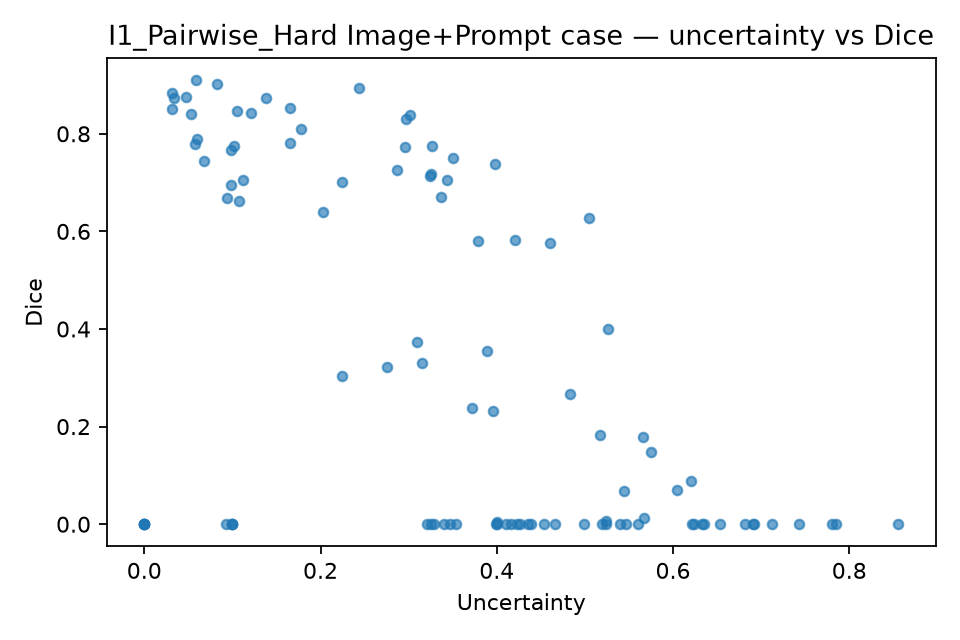 I1_Pairwise_Hard Image+Prompt case — uncertainty vs Dice
Dice
0.8
0.6
0.4
0.2
0.0
0.0 0.2 0.4 0.6 0.8
Uncertainty